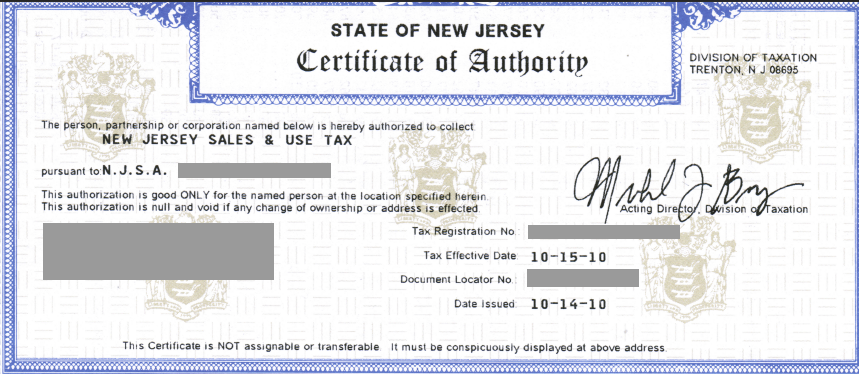 STATE OF NEW JERSEY
Certificate of Authority
DIVISION OF TAXATION
TRENTON, N J 08695
The person, partnership or corporation named below is hereby authorized to collect
NEW JERSEY SALES & USE TAX
pursuant to: N.J.S.A.
This authorization is good ONLY for the named person at the location specified herein.
This authorization is null and void if any change of ownership or address is effected.
Acting Director, Division of Taxation
Tax Registration No.
Tax Effective Date: 10-15-10
Document Locator No.:
Date Issued: 10-14-10
This Certificate is NOT assignable or transferable. It must be conspicuously displayed at above address.